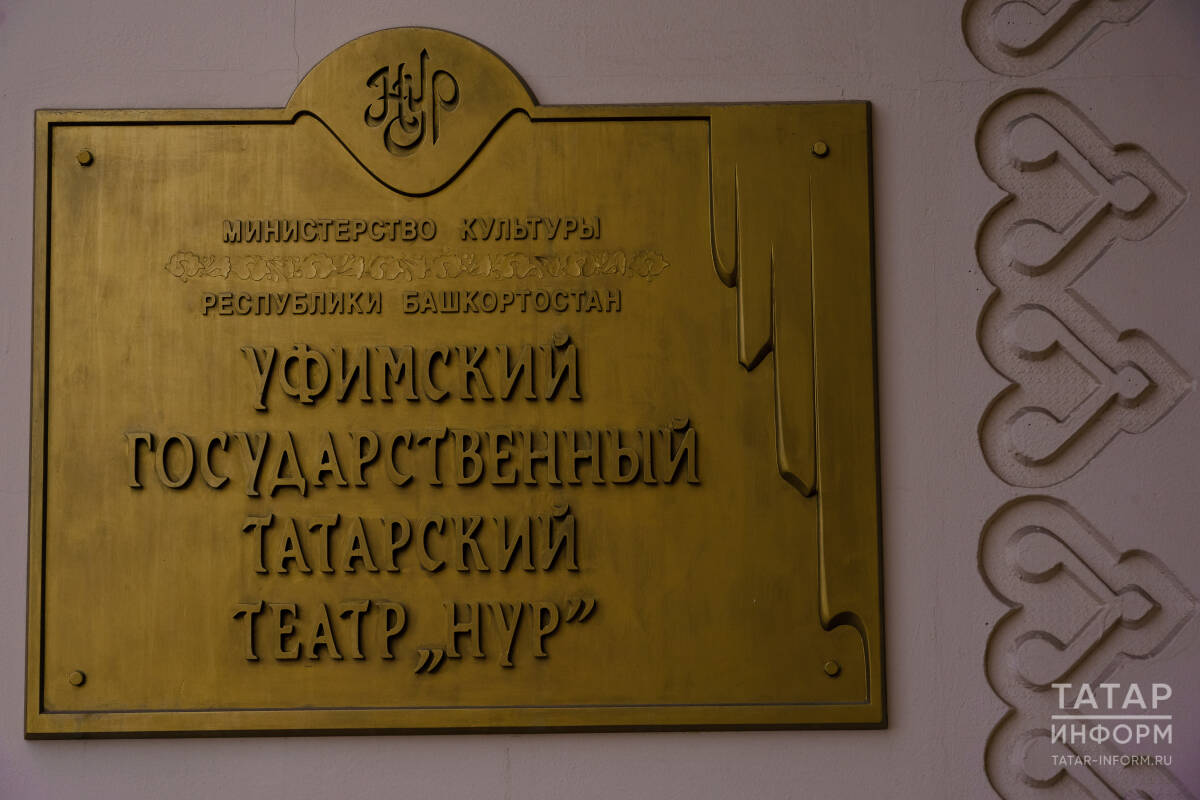 НУР
МИНИСТЕРСТВО КУЛЬТУРЫ
РЕСПУБЛИКИ БАШКОРТОСТАН
УФИМСКИЙ
ГОСУДАРСТВЕННЫЙ
ТАТАРСКИЙ
ТЕАТР „НУР”
ТАТАР
ИНФОРМ
TATAR-INFORM.RU